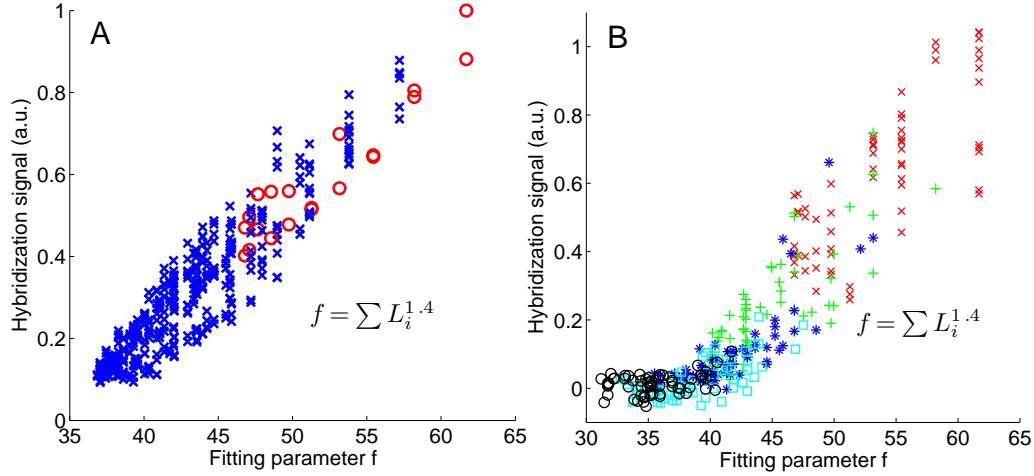 A
Hybridization signal (a.u.)
1
0.8
0.6
0.4
0.2
0
35 40 45 50 55 60 65
Fitting parameter f
f = ∑ L_i^{1.4}
B
Hybridization signal (a.u.)
1
0.8
0.6
0.4
0.2
0
30 35 40 45 50 55 60 65
Fitting parameter f
f = ∑ L_i^{1.4}